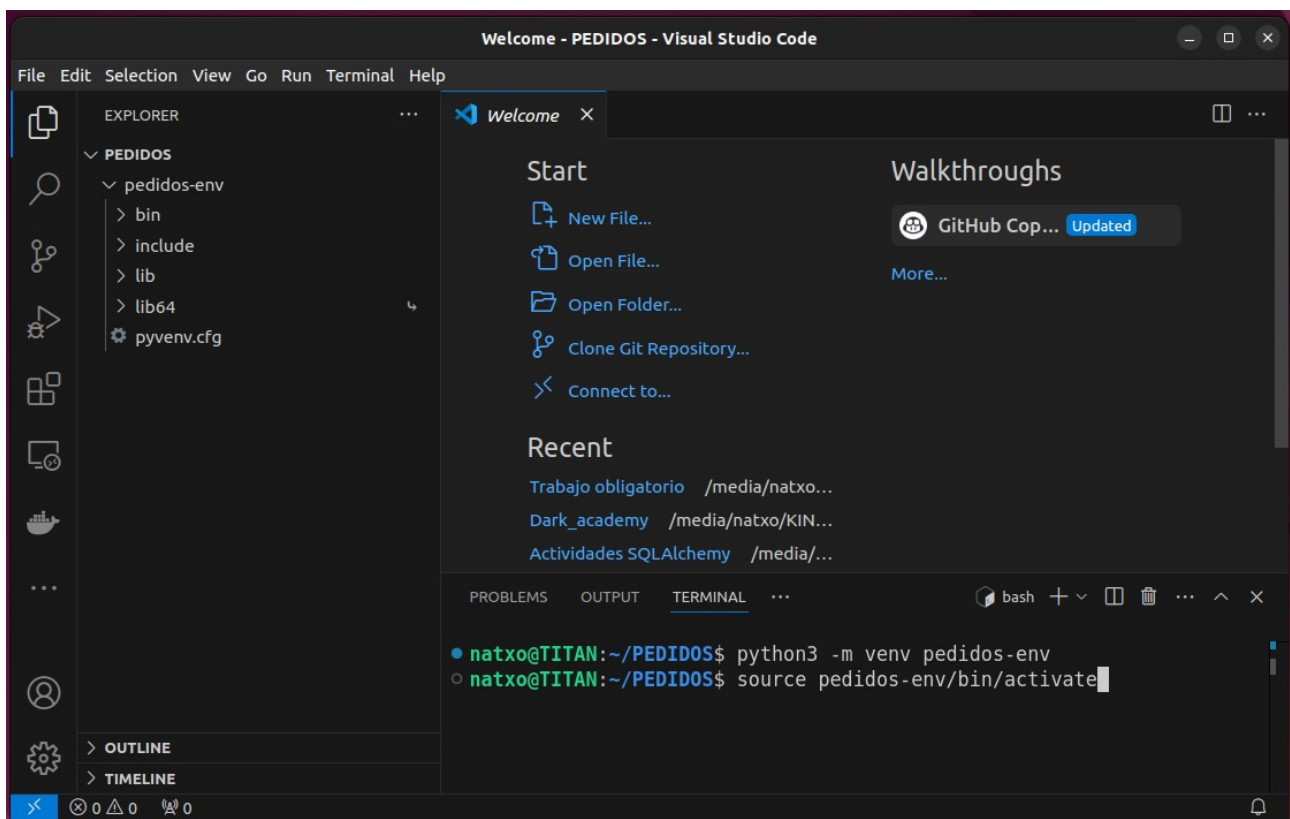 Welcome - PEDIDOS - Visual Studio Code
File Edit Selection View Go Run Terminal Help
EXPLORER
PEDIDOS
pedidos-env
bin
include
lib
lib64
pyvenv.cfg
OUTLINE
TIMELINE
Welcome
Start
New File...
Open File...
Open Folder...
Clone Git Repository...
Connect to...
Recent
Trabajo obligatorio /media/natxo...
Dark_academy /media/natxo/KIN...
Actividades SQLAlchemy /media/...
Walkthroughs
GitHub Cop... Updated
More...
PROBLEMS OUTPUT TERMINAL ... bash
natxo@TITAN:~/PEDIDOS$ python3 -m venv pedidos-env
natxo@TITAN:~/PEDIDOS$ source pedidos-env/bin/activate
0 0 0